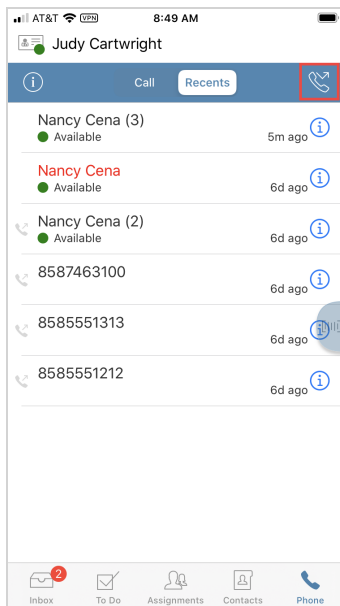 AT&T VPN 8:49 AM
Judy Cartwright
Call Recents
Nancy Cena (3)
Available 5m ago
Nancy Cena
Available 6d ago
Nancy Cena (2)
Available 6d ago
8587463100
6d ago
8585551313
6d ago
8585551212
6d ago
2
Inbox To Do Assignments Contacts Phone